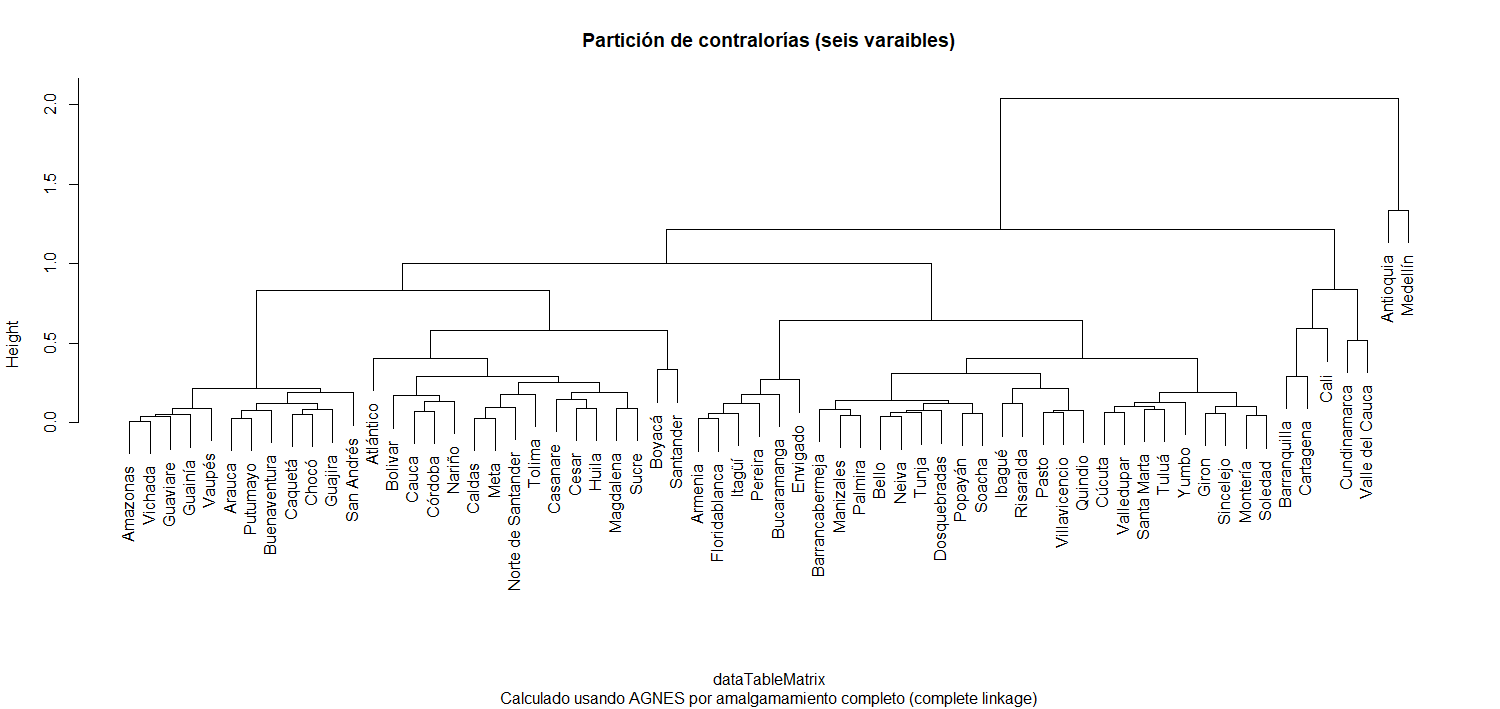 Partición de contralorías (seis varaibles)
Height
2.0
1.5
1.0
0.5
0.0
Amazonas
Vichada
Guaviare
Guainía
Vaupés
Arauca
Putumayo
Buenaventura
Caquetá
Chocó
Guajira
San Andrés
Atlántico
Bolivar
Cauca
Córdoba
Nariño
Caldas
Meta
Norte de Santander
Tolima
Casanare
Cesar
Huila
Magdalena
Sucre
Boyacá
Santander
Armenia
Floridablanca
Itagüí
Pereira
Bucaramanga
Envigado
Barrancabermeja
Manizales
Palmira
Bello
Neiva
Tunja
Dosquebradas
Popayán
Soacha
Ibagué
Risaralda
Pasto
Villavicencio
Quindio
Cúcuta
Valledupar
Santa Marta
Tuluá
Yumbo
Giron
Sincelejo
Montería
Soledad
Barranquilla
Cartagena
Cali
Cundinamarca
Valle del Cauca
Antioquia
Medellín
dataTableMatrix
Calculado usando AGNES por amalgamamiento completo (complete linkage)